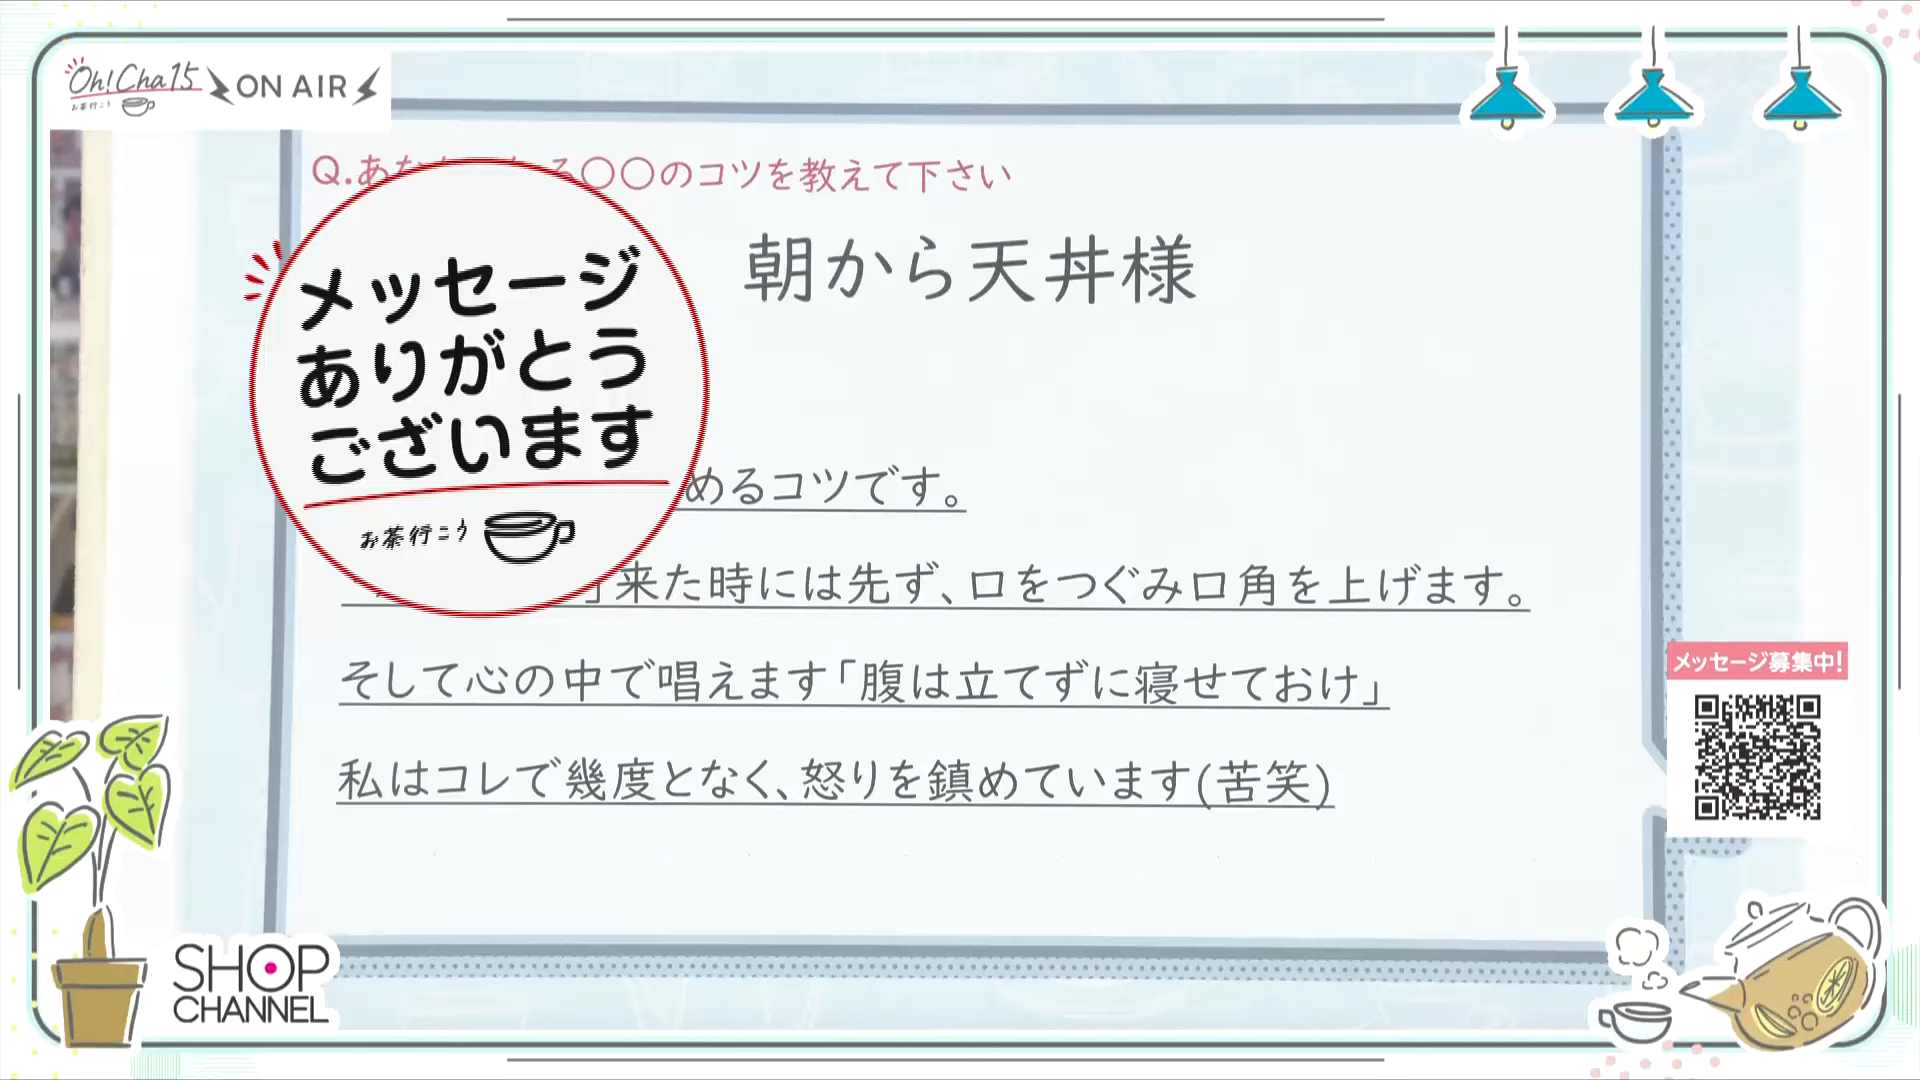 Oh!Cha15
お茶行こう
ON AIR
Q.あ
〇〇のコツを教えて下さい
朝から天丼様
メッセージ
ありがとう
ございます
お茶行こう
めるコツです。
」来た時には先ず、口をつぐみ口角を上げます。
そして心の中で唱えます「腹は立てずに寝せておけ」
私はコレで幾度となく、怒りを鎮めています(苦笑)
メッセージ募集中!
SHOP
CHANNEL